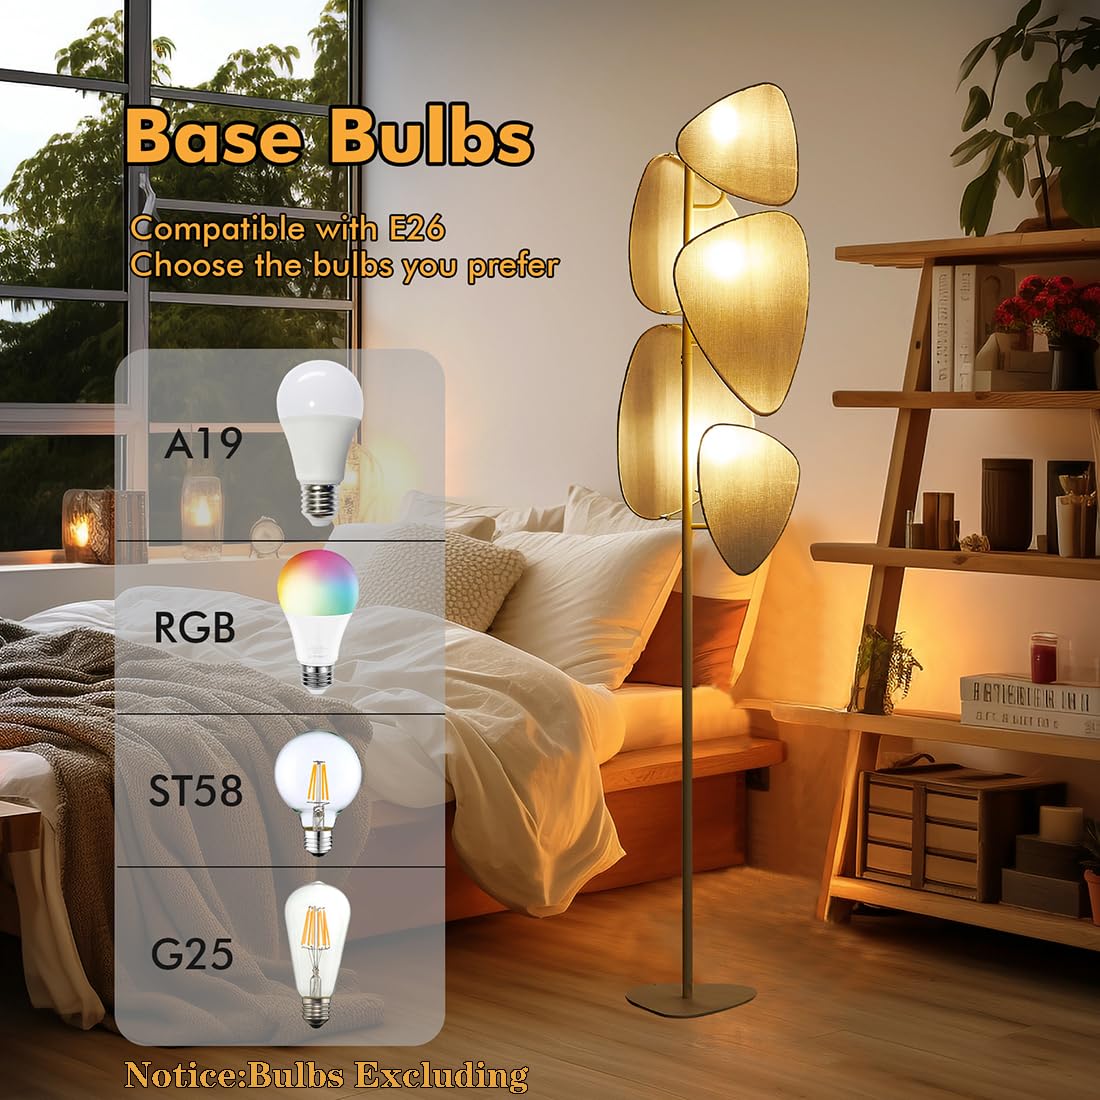 Base Bulbs
Compatible with E26
Choose the bulbs you prefer
A19
RGB
ST58
G25
Notice:Bulbs Excluding